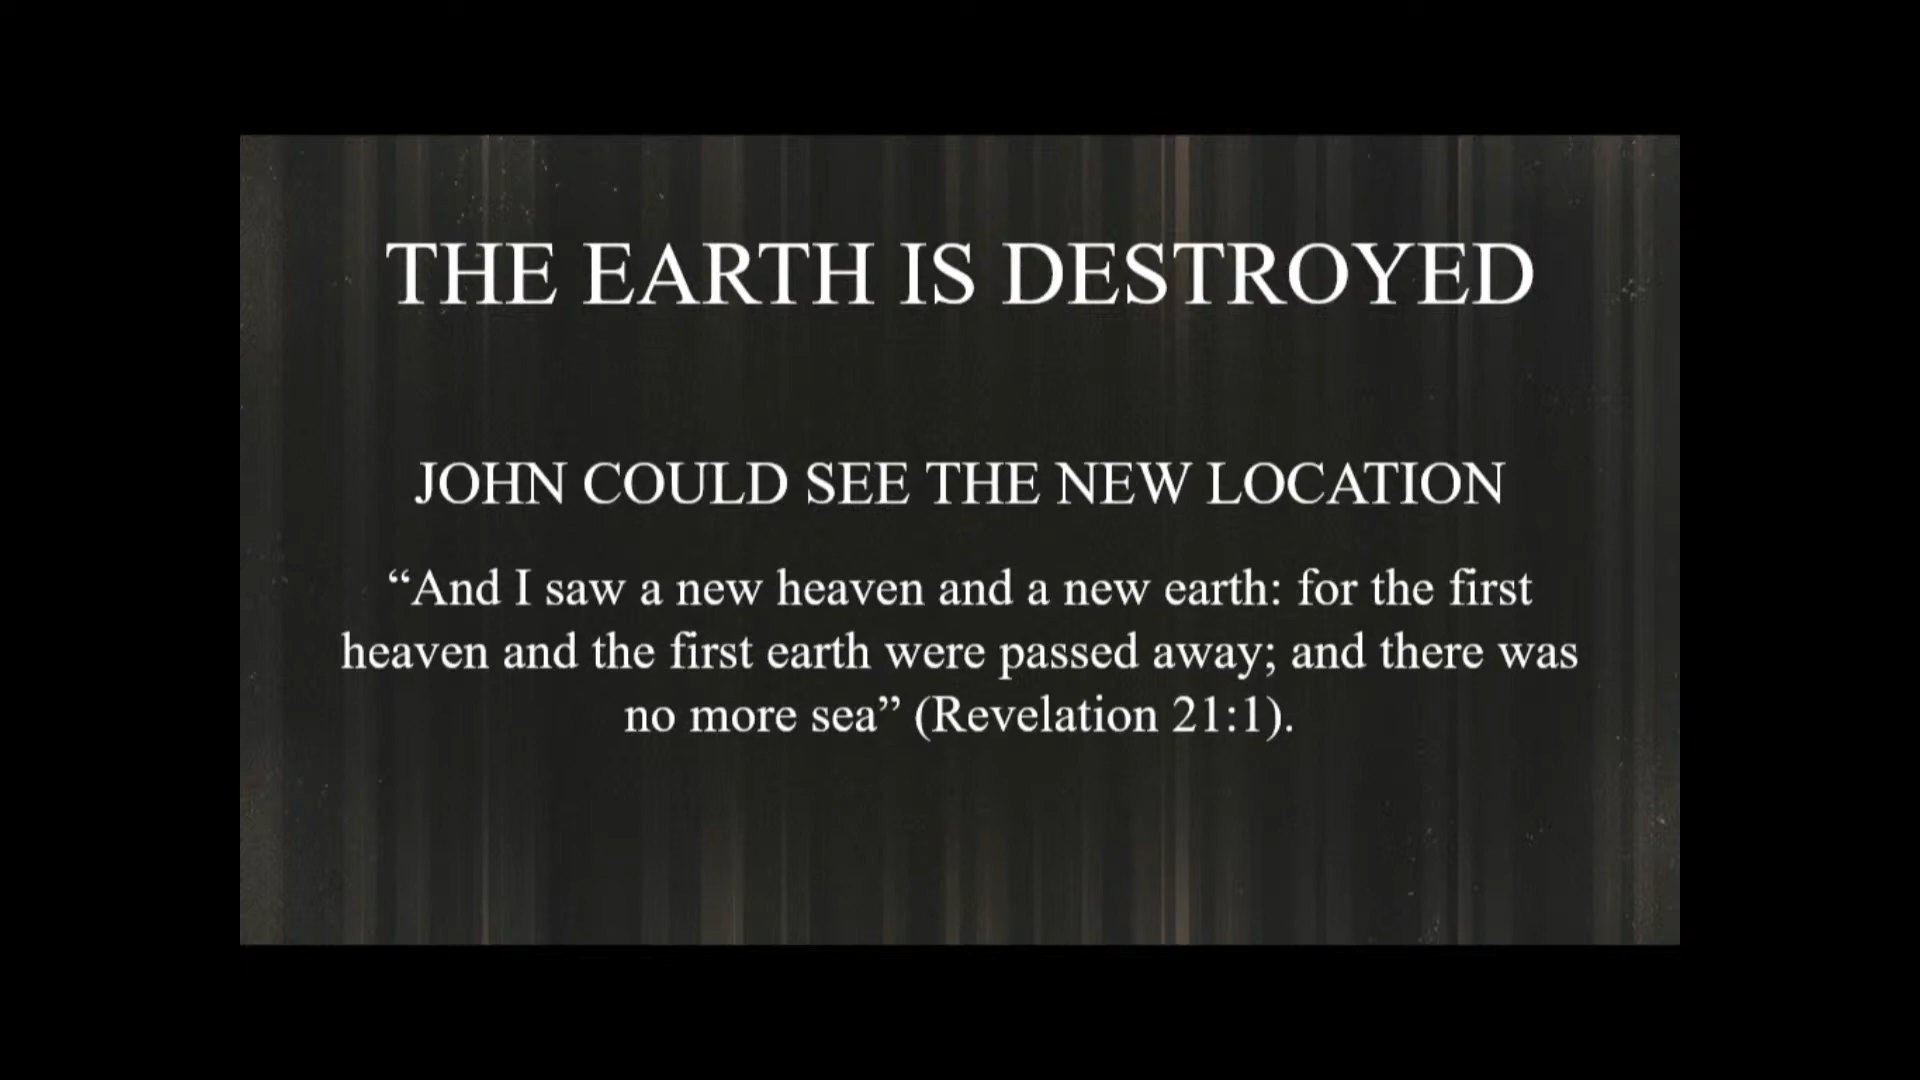 THE EARTH IS DESTROYED
JOHN COULD SEE THE NEW LOCATION
“And I saw a new heaven and a new earth: for the first
heaven and the first earth were passed away; and there was
no more sea” (Revelation 21:1).